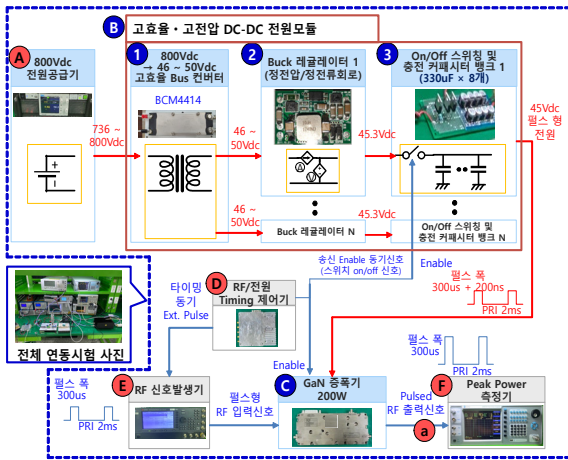 B
고효율·고전압 DC-DC 전원모듈
A
800Vdc
전원공급기
1
800Vdc
→ 46 ~ 50Vdc
고효율 Bus 컨버터
BCM4414
2
Buck 레귤레이터 1
(정전압/정전류회로)
3
On/Off 스위칭 및
충전 커패시터 뱅크 1
(330uF × 8개)
736 ~
800Vdc
46 ~
50Vdc
45.3Vdc
45Vdc
펄스 형
전원
A
V
46 ~
50Vdc
Buck 레귤레이터 N
45.3Vdc
On/Off 스위칭 및
충전 커패시터 뱅크 N
송신 Enable 동기신호
(스위치 on/off 신호)
Enable
전체 연동시험 사진
타이밍
동기
Ext. Pulse
D
RF/전원
Timing 제어기
펄스 폭
300us + 200ns
PRI 2ms
펄스 폭
300us
PRI 2ms
E
RF 신호발생기
펄스형
RF 입력신호
Enable
C
GaN 증폭기
200W
Pulsed
RF 출력신호
a
펄스 폭
300us
PRI 2ms
F
Peak Power
측정기